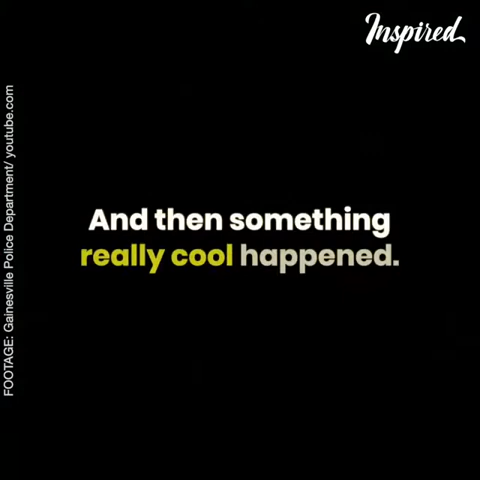 Inspired
And then something
really cool happened.
FOOTAGE: Gainesville Police Department/ youtube.com